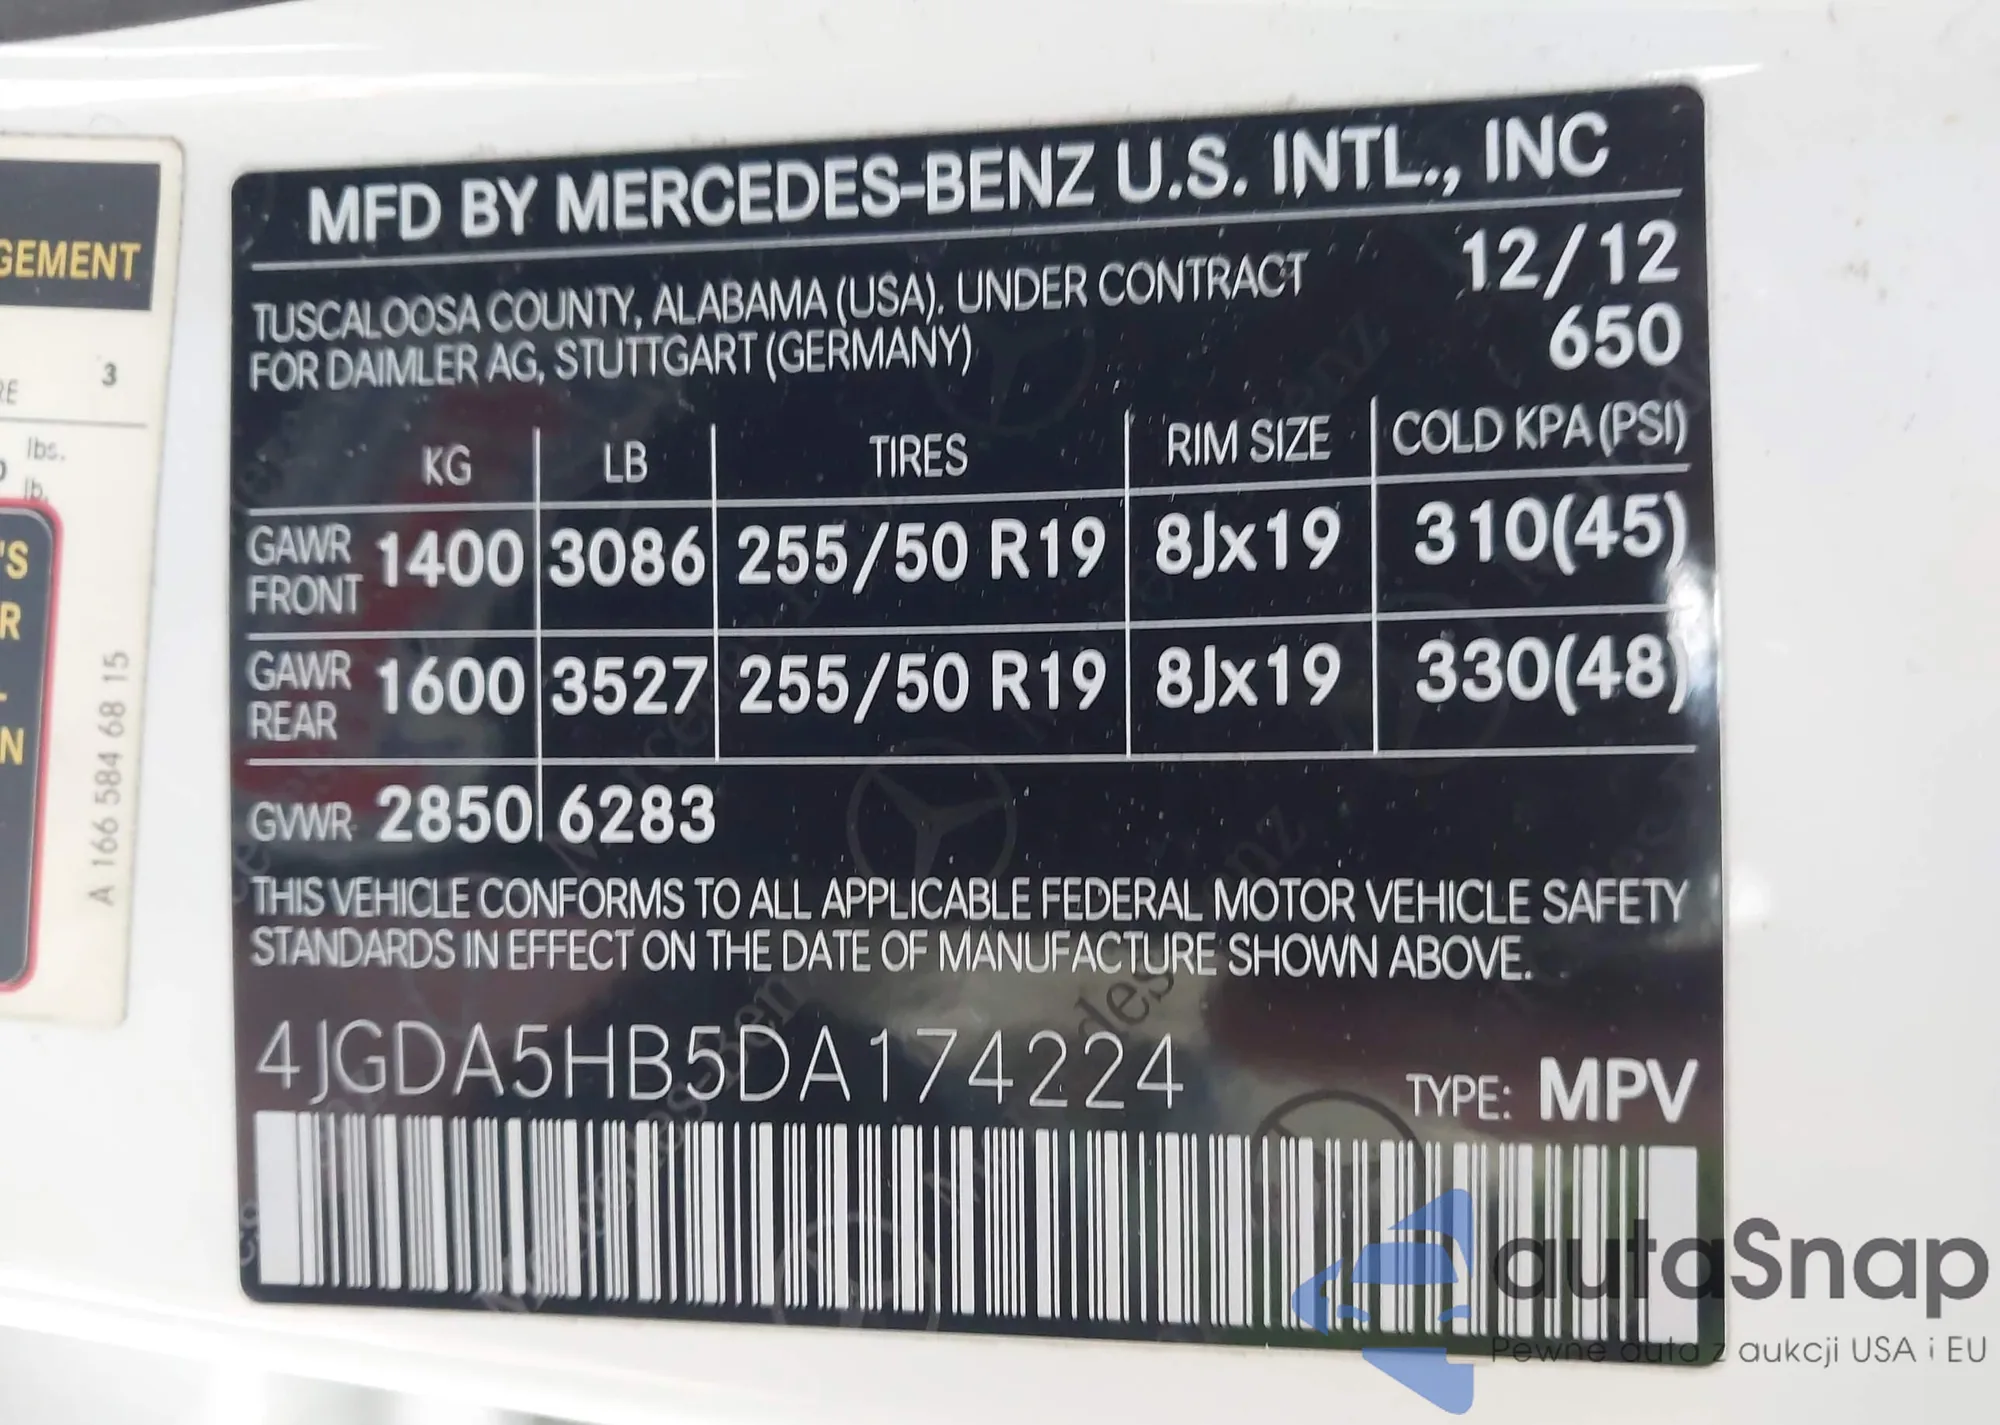 MFD BY MERCEDES-BENZ U.S. INTL., INC
TUSCALOOSA COUNTY, ALABAMA (USA). UNDER CONTRACT
FOR DAIMLER AG, STUTTGART (GERMANY)
12/12
650
KG LB TIRES RIM SIZE COLD KPA (PSI)
GAWR FRONT 1400 3086 255/50 R19 8Jx19 310(45)
GAWR REAR 1600 3527 255/50 R19 8Jx19 330(48)
GVWR 2850 6283
THIS VEHICLE CONFORMS TO ALL APPLICABLE FEDERAL MOTOR VEHICLE SAFETY
STANDARDS IN EFFECT ON THE DATE OF MANUFACTURE SHOWN ABOVE.
4JGDA5HB5DA174224
TYPE: MPV
GEMENT
3
lbs.
lb.
'S
R
N
A 166 584 68 15
autaSnap
Pewne auta z aukcji USA i EU